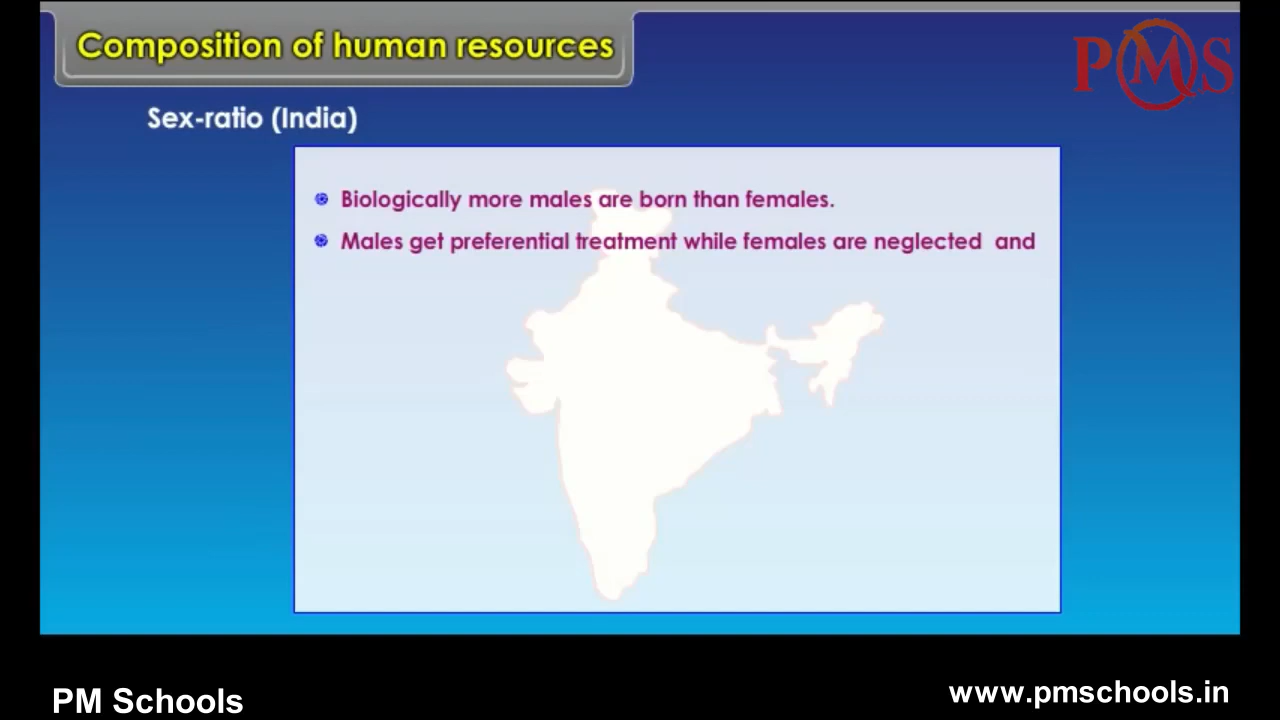 Composition of human resources
PMS
Sex-ratio (India)
Biologically more males are born than females.
Males get preferential treatment while females are neglected and
PM Schools
www.pmschools.in